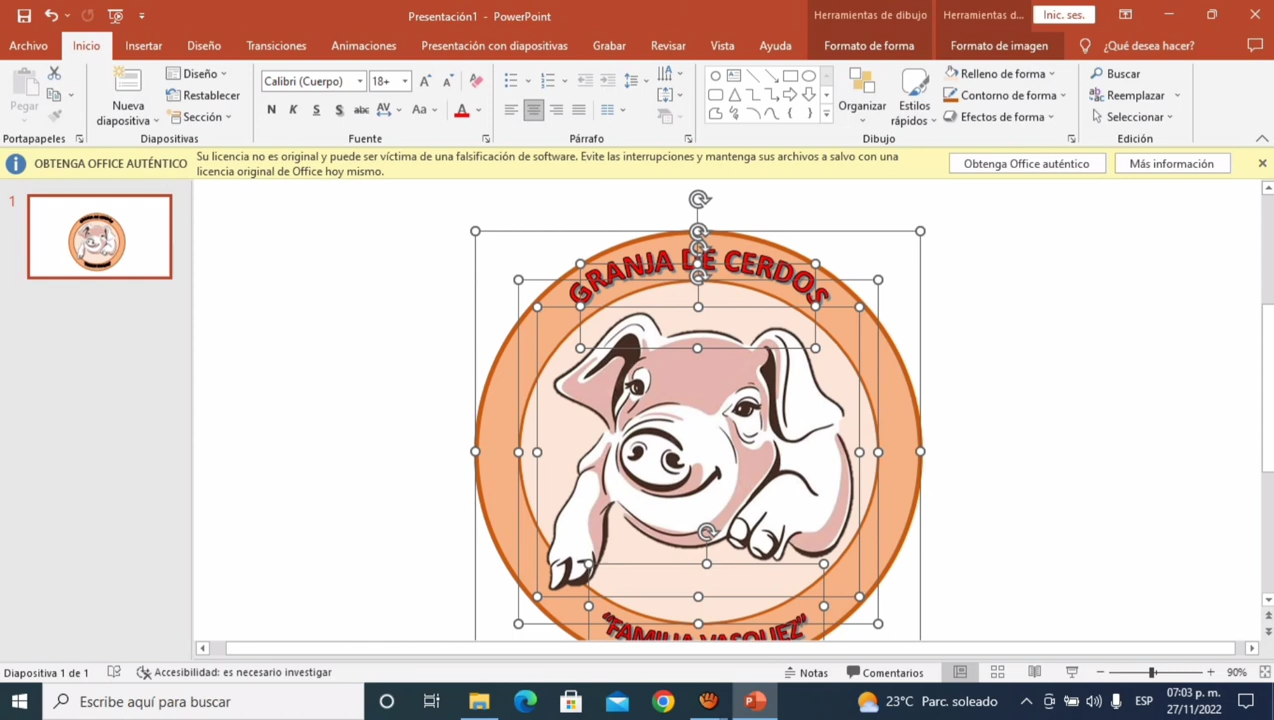 Presentación1 - PowerPoint
Herramientas de dibujo
Herramientas d...
Inic. ses.
Archivo
Inicio
Insertar
Diseño
Transiciones
Animaciones
Presentación con diapositivas
Grabar
Revisar
Vista
Ayuda
Formato de forma
Formato de imagen
¿Qué desea hacer?
Pegar
Nueva
diapositiva
Diseño
Restablecer
Sección
Calibri (Cuerpo)
18+
N K S S abc AV Aa A
Organizar
Estilos
rápidos
Relleno de forma
Contorno de forma
Efectos de forma
Buscar
Reemplazar
Seleccionar
Portapapeles
Diapositivas
Fuente
Párrafo
Dibujo
Edición
OBTENGA OFFICE AUTÉNTICO
Su licencia no es original y puede ser víctima de una falsificación de software. Evite las interrupciones y mantenga sus archivos a salvo con una
licencia original de Office hoy mismo.
Obtenga Office auténtico
Más información
1
GRANJA DE CERDOS
"FAMILIA VASQUEZ"
Diapositiva 1 de 1
Accesibilidad: es necesario investigar
Notas
Comentarios
90%
Escribe aquí para buscar
23°C Parc. soleado
ESP
07:03 p. m.
27/11/2022